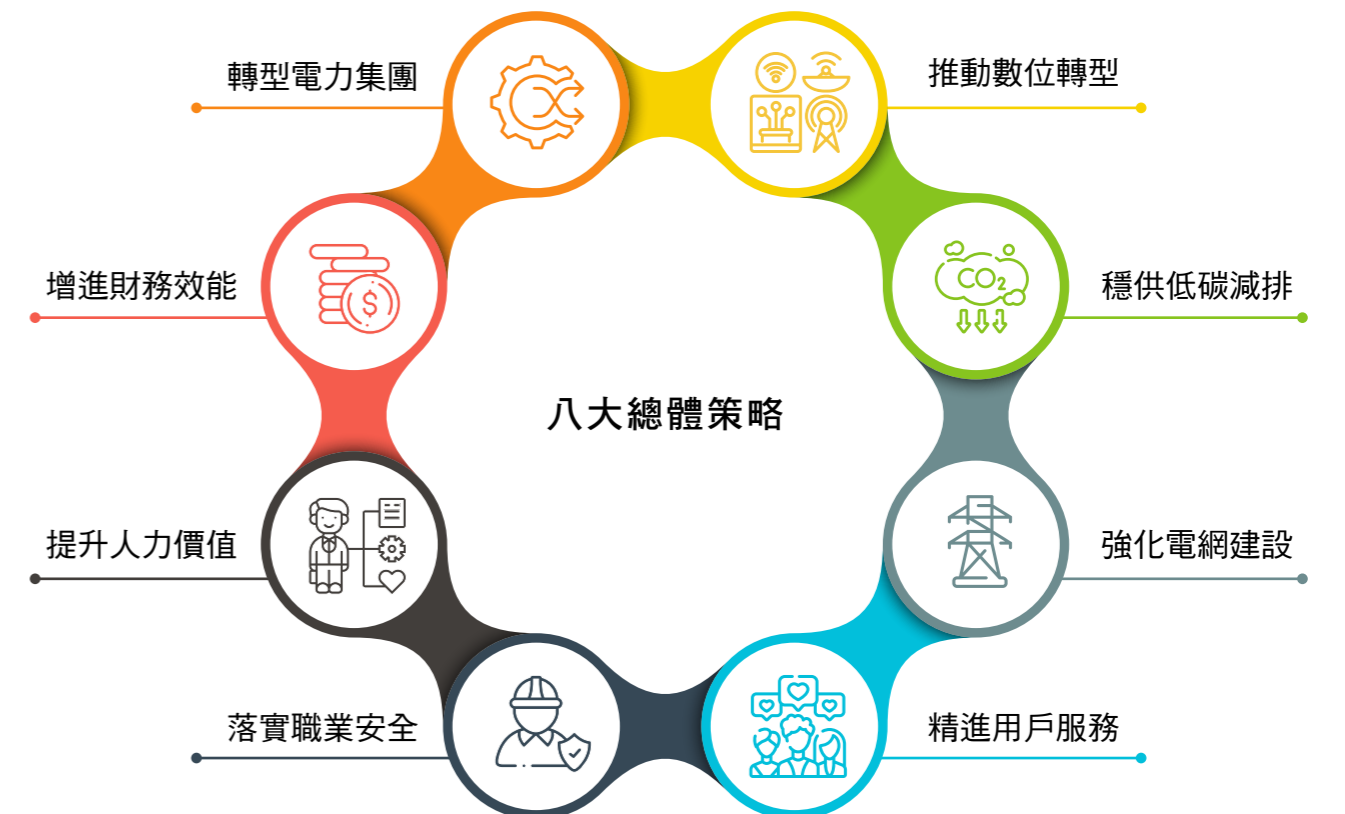 轉型電力集團
推動數位轉型
增進財務效能
CO₂
穩供低碳減排
$
八大總體策略
提升人力價值
強化電網建設
落實職業安全
精進用戶服務